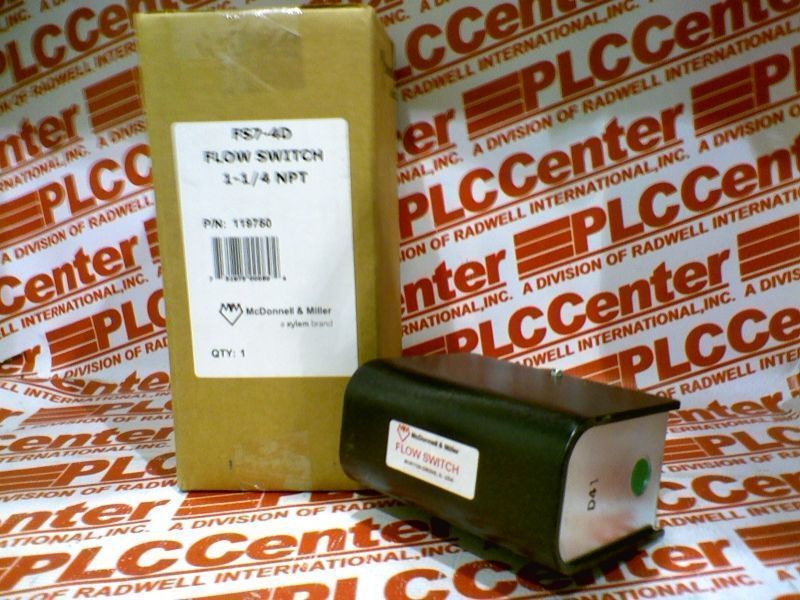 FS7-4D
FLOW SWITCH
1-1/4 NPT
P/N: 119760
McDonnell & Miller
a xylem brand
QTY: 1
McDonnell & Miller
FLOW SWITCH
D41
PLCCenter
A DIVISION OF RADWELL INTERNATIONAL, INC.